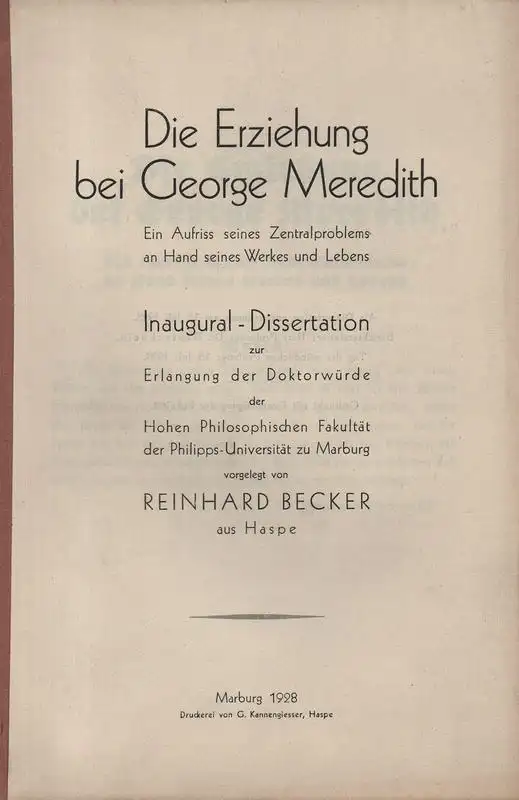 Die Erziehung
bei George Meredith
Ein Aufriss seines Zentralproblems
an Hand seines Werkes und Lebens
Inaugural - Dissertation
zur
Erlangung der Doktorwürde
der
Hohen Philosophischen Fakultät
der Philipps-Universität zu Marburg
vorgelegt von
REINHARD BECKER
aus Haspe
Marburg 1928
Druckerei von G. Kannengiesser, Haspe